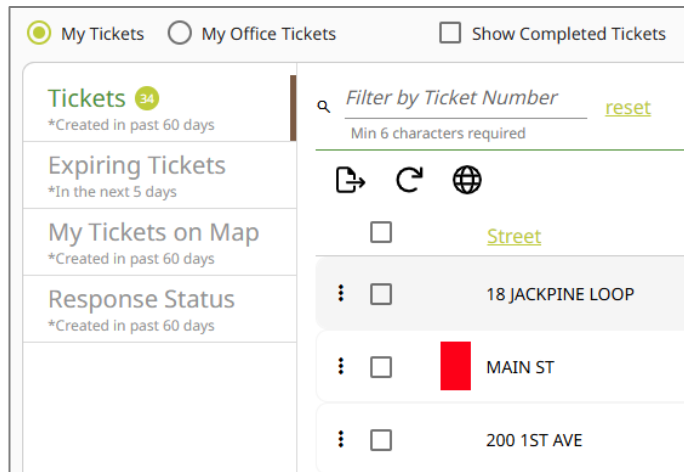 My Tickets
My Office Tickets
Show Completed Tickets
Tickets 34
*Created in past 60 days
Expiring Tickets
*In the next 5 days
My Tickets on Map
*Created in past 60 days
Response Status
*Created in past 60 days
Filter by Ticket Number
reset
Min 6 characters required
Street
18 JACKPINE LOOP
MAIN ST
200 1ST AVE